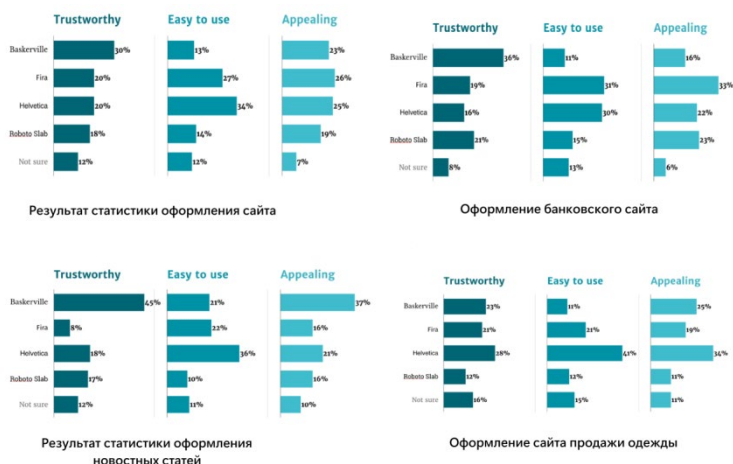 Trustworthy Easy to use Appealing
Baskerville 30% 13% 23%
Fira 20% 27% 26%
Helvetica 20% 34% 25%
Roboto Slab 18% 14% 19%
Not sure 12% 12% 7%
Результат статистики оформления сайта
Trustworthy Easy to use Appealing
Baskerville 36% 11% 16%
Fira 19% 31% 33%
Helvetica 16% 30% 22%
Roboto Slab 21% 15% 23%
Not sure 8% 13% 6%
Оформление банковского сайта
Trustworthy Easy to use Appealing
Baskerville 45% 21% 37%
Fira 8% 22% 16%
Helvetica 18% 36% 21%
Roboto Slab 17% 10% 16%
Not sure 12% 11% 10%
Результат статистики оформления
новостных статей
Trustworthy Easy to use Appealing
Baskerville 23% 11% 25%
Fira 21% 21% 19%
Helvetica 28% 41% 34%
Roboto Slab 12% 12% 11%
Not sure 16% 15% 11%
Оформление сайта продажи одежды